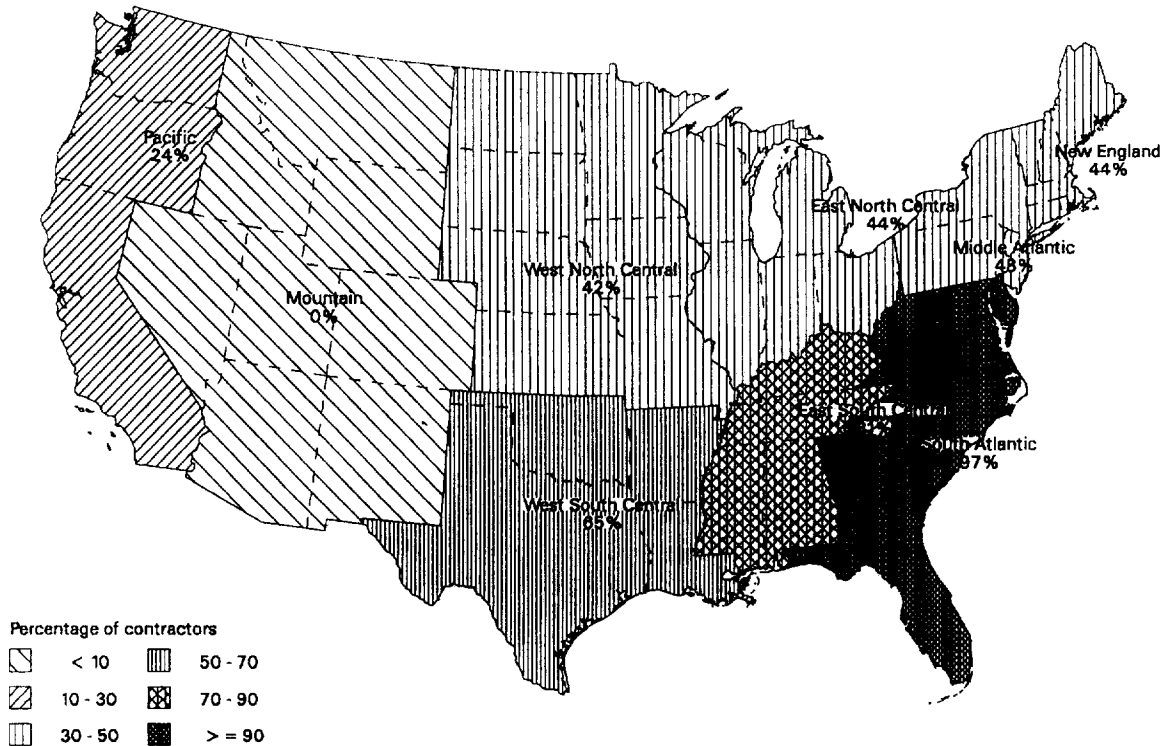 Pacific
24%
New England
44%
East North Central
44%
Middle Atlantic
48%
West North Central
42%
Mountain
0%
East South Central
South Atlantic
97%
West South Central
65%
Percentage of contractors
< 10
50 - 70
10 - 30
70 - 90
30 - 50
> = 90